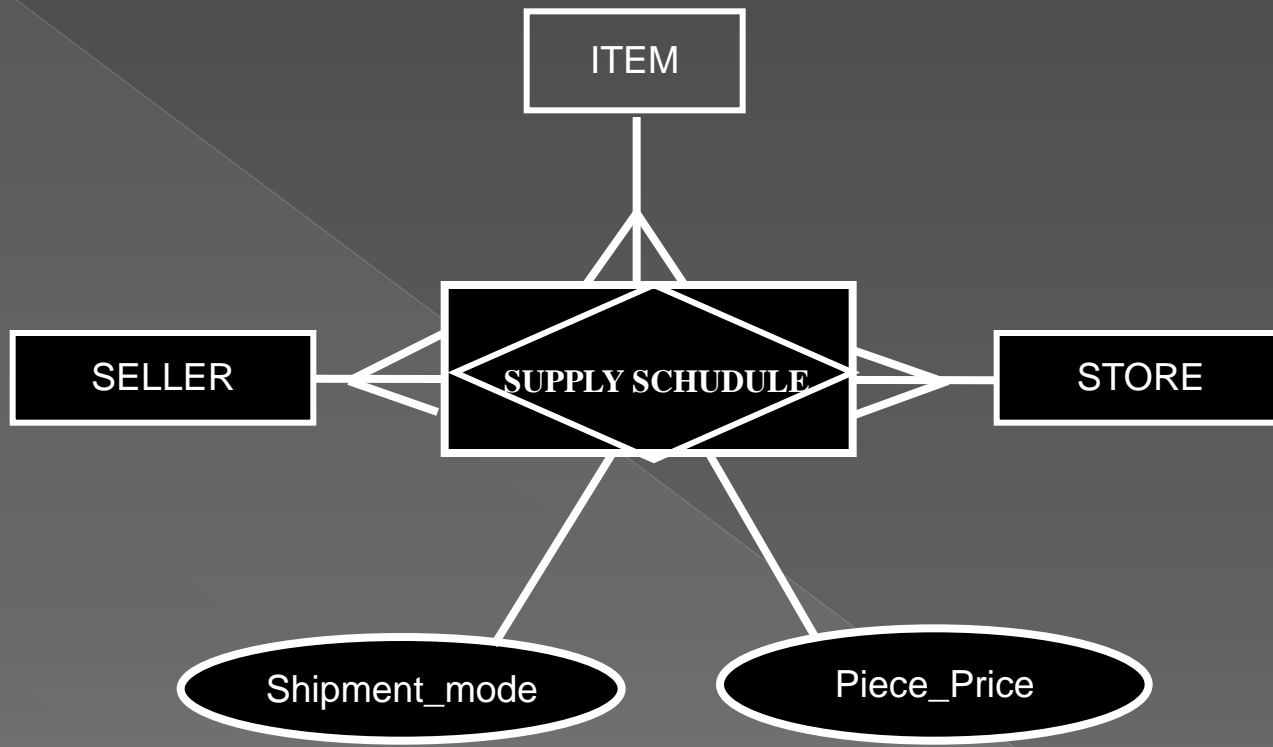 ITEM
SELLER
SUPPLY SCHUDULE
STORE
Shipment_mode
Piece_Price